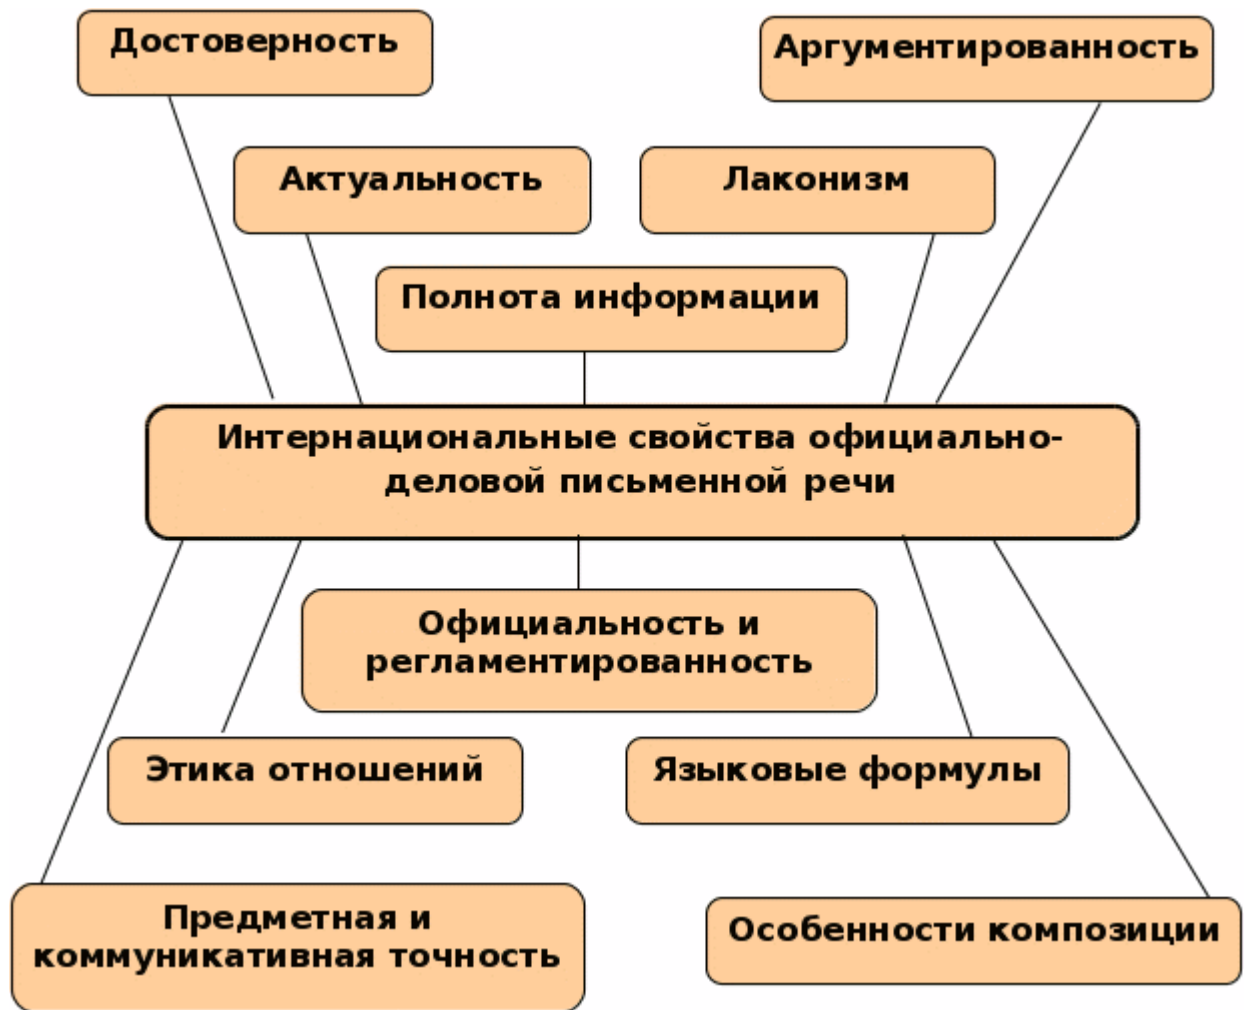 Достоверность
Аргументированность
Актуальность
Лаконизм
Полнота информации
Интернациональные свойства официально-
деловой письменной речи
Официальность и
регламентированность
Этика отношений
Языковые формулы
Предметная и
коммуникативная точность
Особенности композиции